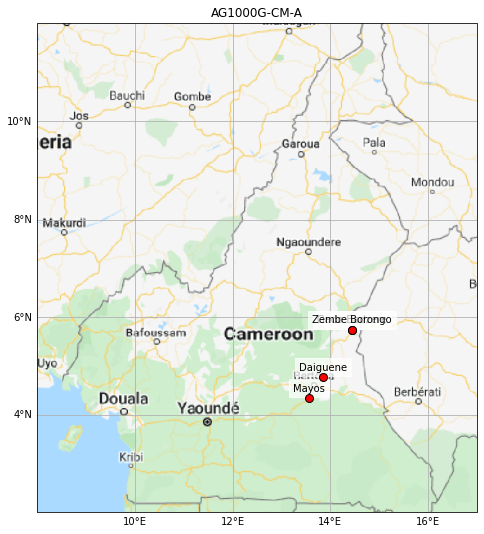 AG1000G-CM-A
Bauchi
Gombe
Jos
10°N
eria
Garoua
Pala
Mondou
8°N
Makurdi
Ngaoundere
B
6°N
Zembe Borongo
Bafoussam
Cameroon
Uyo
Daiguene
Mayos
Berbérati
Douala
4°N
Yaoundé
Kribi
10°E
12°E
14°E
16°E